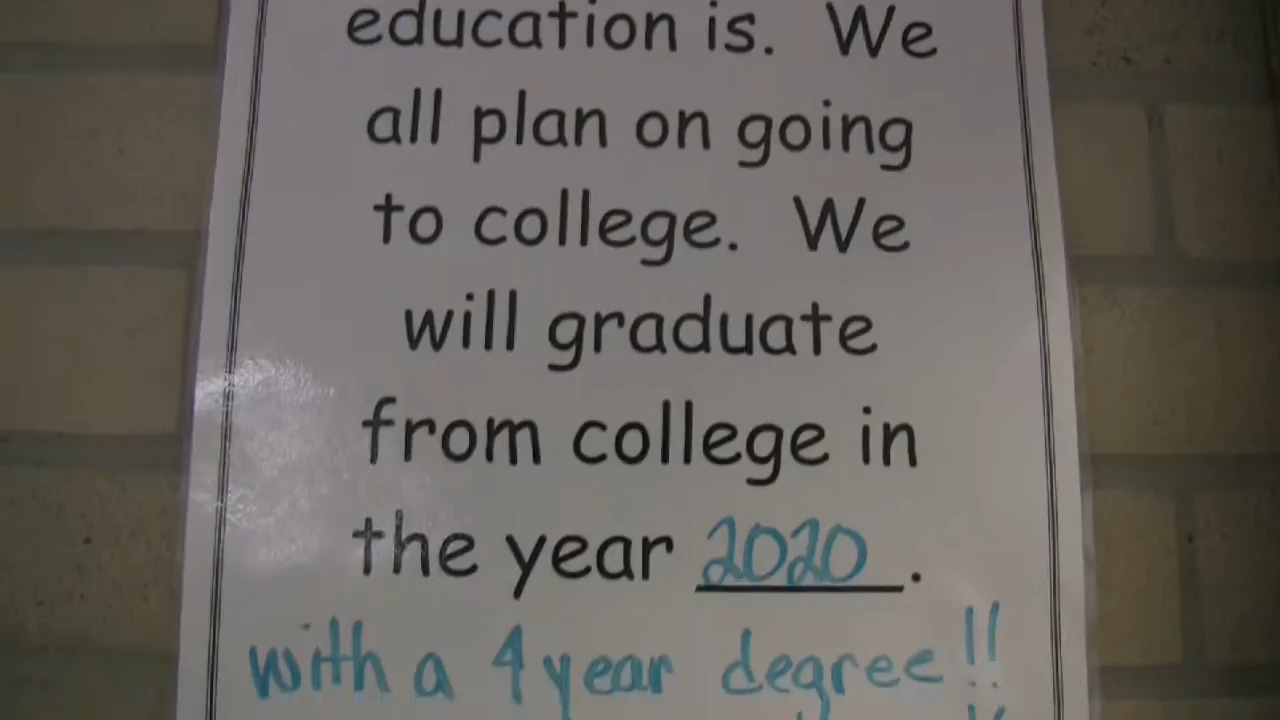 education is. We
all plan on going
to college. We
will graduate
from college in
the year 2020.
with a 4 year degree!!